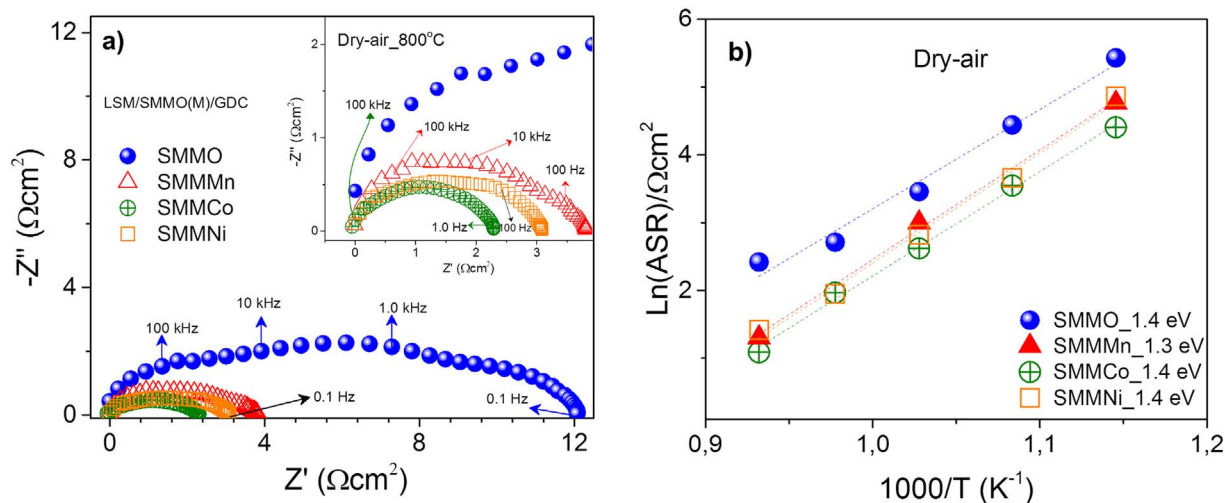 a)
Dry-air_800°C
LSM/SMMO(M)/GDC
SMMO
SMMMn
SMMCo
SMMNi
-Z'' (Ωcm²)
12
8
4
0
-Z'' (Ωcm²)
2
1
0
100 kHz
100 kHz
10 kHz
100 Hz
1.0 Hz
100 Hz
0
1
2
3
Z' (Ωcm²)
100 kHz
10 kHz
1.0 kHz
0.1 Hz
0.1 Hz
0
4
8
12
Z' (Ωcm²)
b)
Dry-air
Ln(ASR)/Ωcm²
6
4
2
SMMO_1.4 eV
SMMMn_1.3 eV
SMMCo_1.4 eV
SMMNi_1.4 eV
0,9
1,0
1,1
1,2
1000/T (K⁻¹)